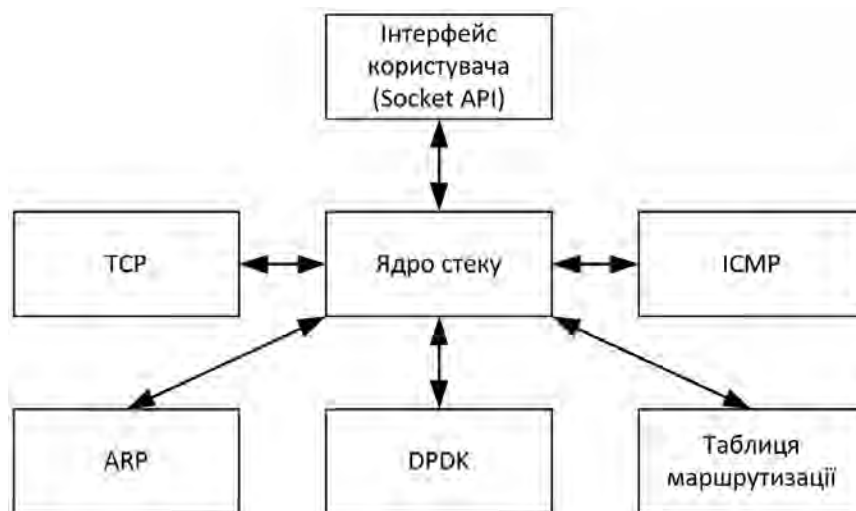 Інтерфейс
користувача
(Socket API)
TCP
Ядро стеку
ICMP
ARP
DPDK
Таблиця
маршрутизації